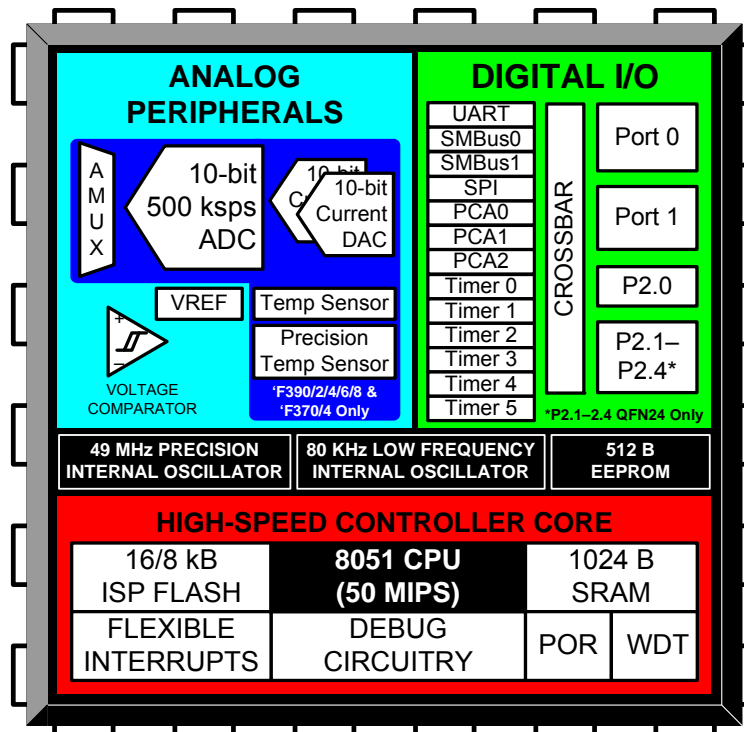 ANALOG
PERIPHERALS
A
M
U
X
10-bit
500 ksps
ADC
10-bit
Current
DAC
VREF
Temp Sensor
Precision
Temp Sensor
+
–
VOLTAGE
COMPARATOR
‘F390/2/4/6/8 &
‘F370/4 Only
DIGITAL I/O
UART
SMBus0
SMBus1
SPI
PCA0
PCA1
PCA2
Timer 0
Timer 1
Timer 2
Timer 3
Timer 4
Timer 5
CROSSBAR
Port 0
Port 1
P2.0
P2.1–
P2.4*
*P2.1–2.4 QFN24 Only
49 MHz PRECISION
INTERNAL OSCILLATOR
80 KHz LOW FREQUENCY
INTERNAL OSCILLATOR
512 B
EEPROM
HIGH-SPEED CONTROLLER CORE
16/8 kB
ISP FLASH
8051 CPU
(50 MIPS)
1024 B
SRAM
FLEXIBLE
INTERRUPTS
DEBUG
CIRCUITRY
POR
WDT